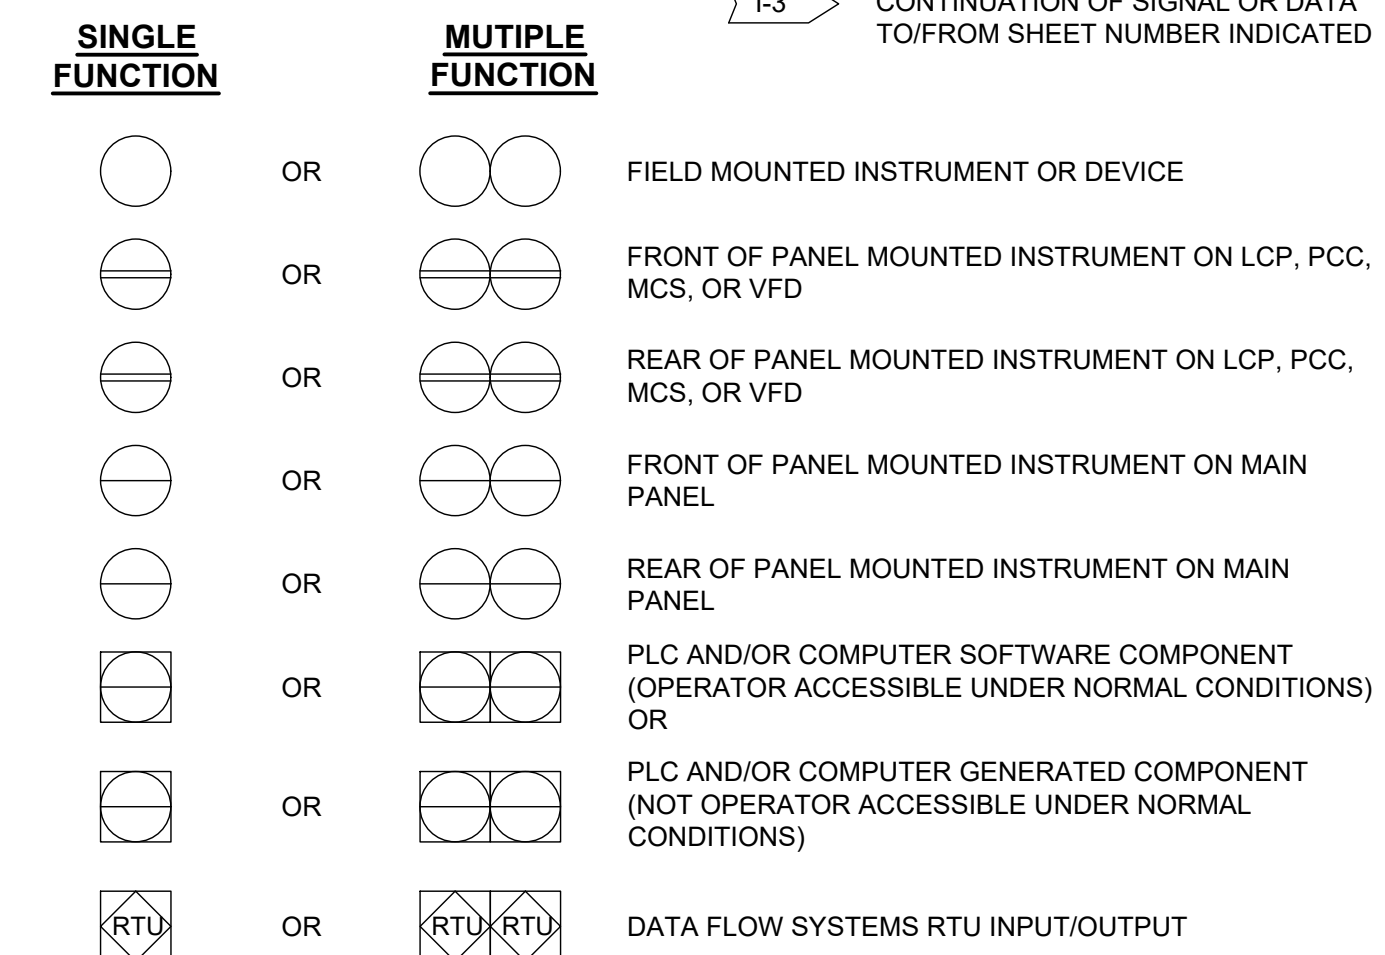 I-3
CONTINUATION OF SIGNAL OR DATA
TO/FROM SHEET NUMBER INDICATED
SINGLE
FUNCTION
MUTIPLE
FUNCTION
OR
FIELD MOUNTED INSTRUMENT OR DEVICE
OR
FRONT OF PANEL MOUNTED INSTRUMENT ON LCP, PCC,
MCS, OR VFD
OR
REAR OF PANEL MOUNTED INSTRUMENT ON LCP, PCC,
MCS, OR VFD
OR
FRONT OF PANEL MOUNTED INSTRUMENT ON MAIN
PANEL
OR
REAR OF PANEL MOUNTED INSTRUMENT ON MAIN
PANEL
OR
PLC AND/OR COMPUTER SOFTWARE COMPONENT
(OPERATOR ACCESSIBLE UNDER NORMAL CONDITIONS)
OR
OR
PLC AND/OR COMPUTER GENERATED COMPONENT
(NOT OPERATOR ACCESSIBLE UNDER NORMAL
CONDITIONS)
RTU OR RTU RTU DATA FLOW SYSTEMS RTU INPUT/OUTPUT